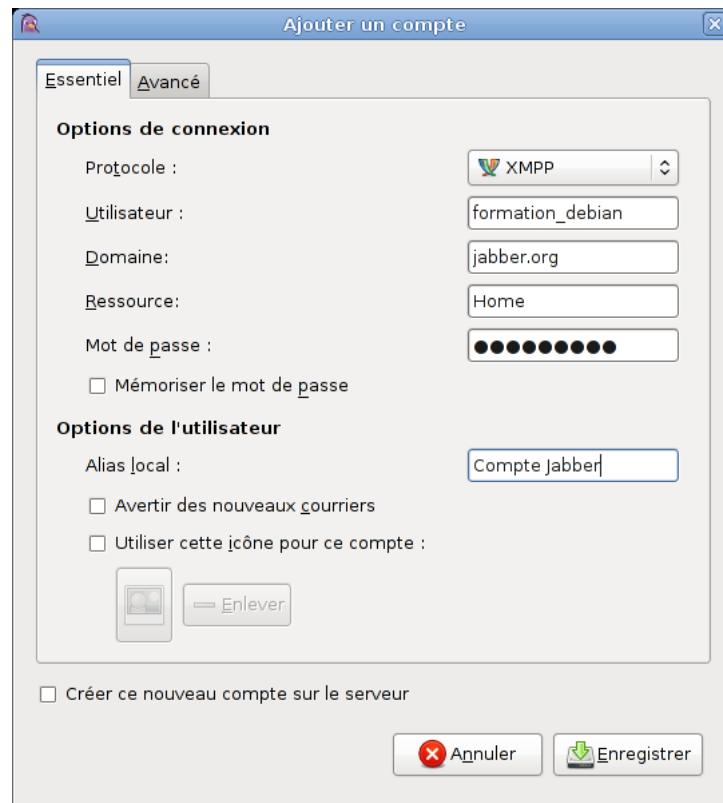 Ajouter un compte
Essentiel Avancé
Options de connexion
Protocole : XMPP
Utilisateur : formation_debian
Domaine: jabber.org
Ressource: Home
Mot de passe : ●●●●●●●●●
Mémoriser le mot de passe
Options de l'utilisateur
Alias local : Compte Jabber
Avertir des nouveaux courriers
Utiliser cette icône pour ce compte :
Enlever
Créer ce nouveau compte sur le serveur
Annuler Enregistrer